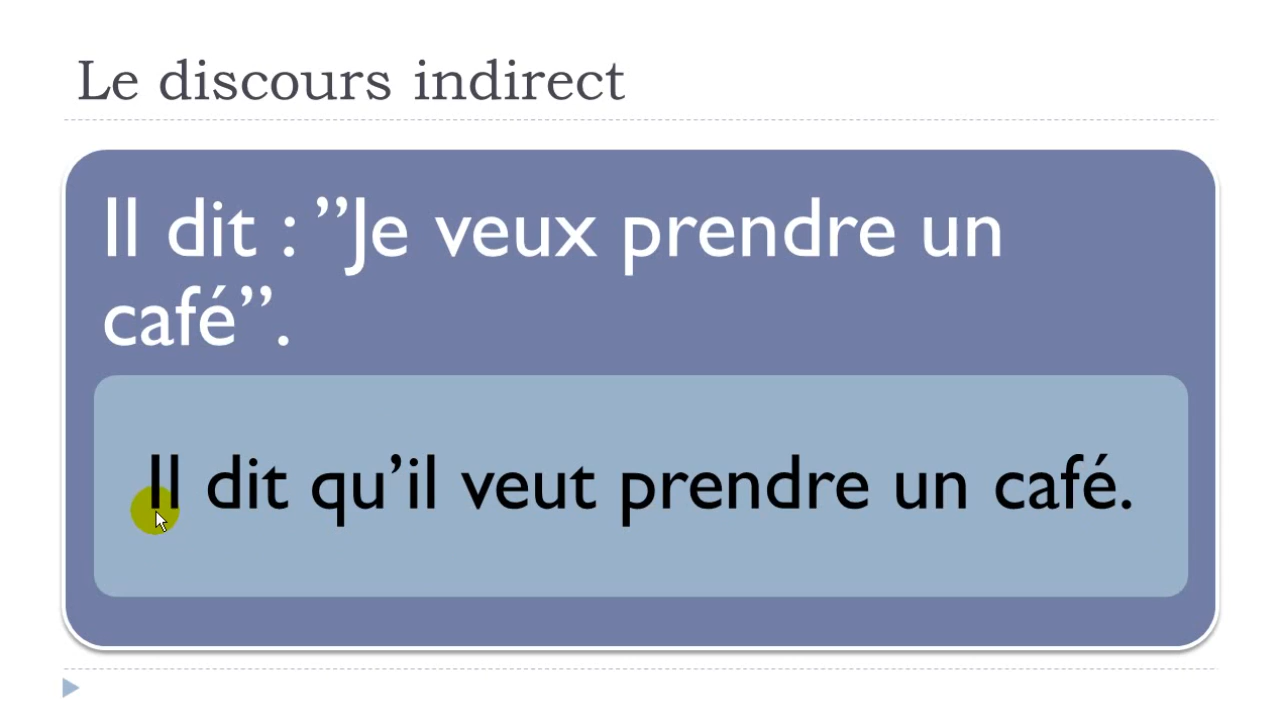 Le discours indirect
Il dit : ”Je veux prendre un
café”.
Il dit qu’il veut prendre un café.